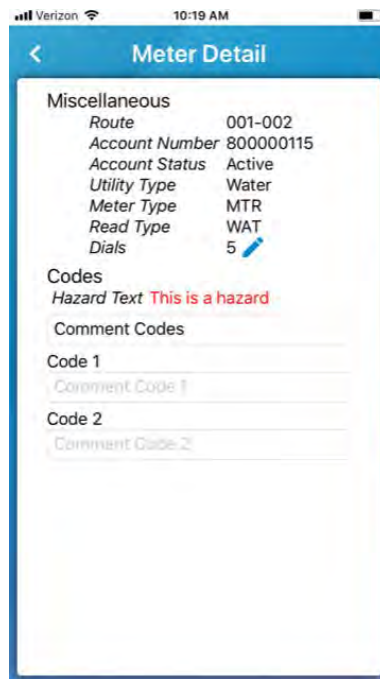 Verizon 10:19 AM
Meter Detail
Miscellaneous
Route 001-002
Account Number 800000115
Account Status Active
Utility Type Water
Meter Type MTR
Read Type WAT
Dials 5
Codes
Hazard Text This is a hazard
Comment Codes
Code 1
Comment Code 1
Code 2
Comment Code 2